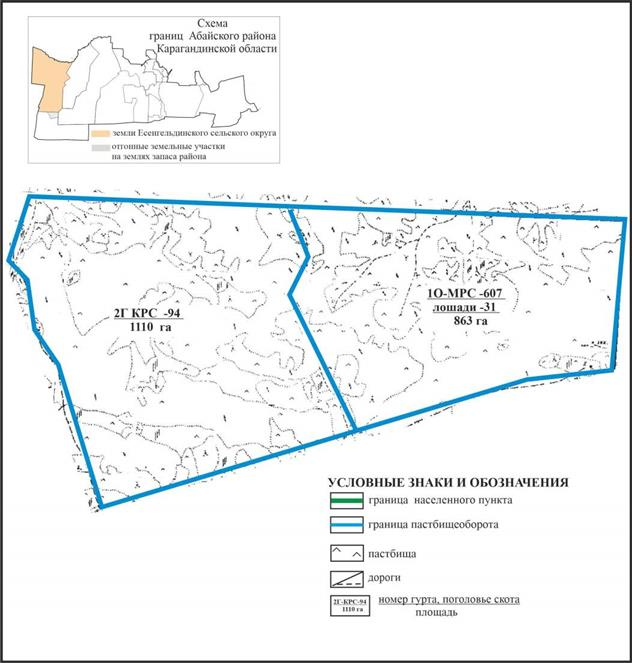 Схема
границ Абайского района
Карагандинской области
земли Есенгельдинского сельского округа
отгонные земельные участки
на землях запаса района
2Г КРС -94
1110 га
1О-МРС -607
лошади -31
863 га
УСЛОВНЫЕ ЗНАКИ И ОБОЗНАЧЕНИЯ
граница населенного пункта
граница пастбищеоборота
пастбища
дороги
2Г-КРС-94
1110 га
номер гурта, поголовье скота
площадь